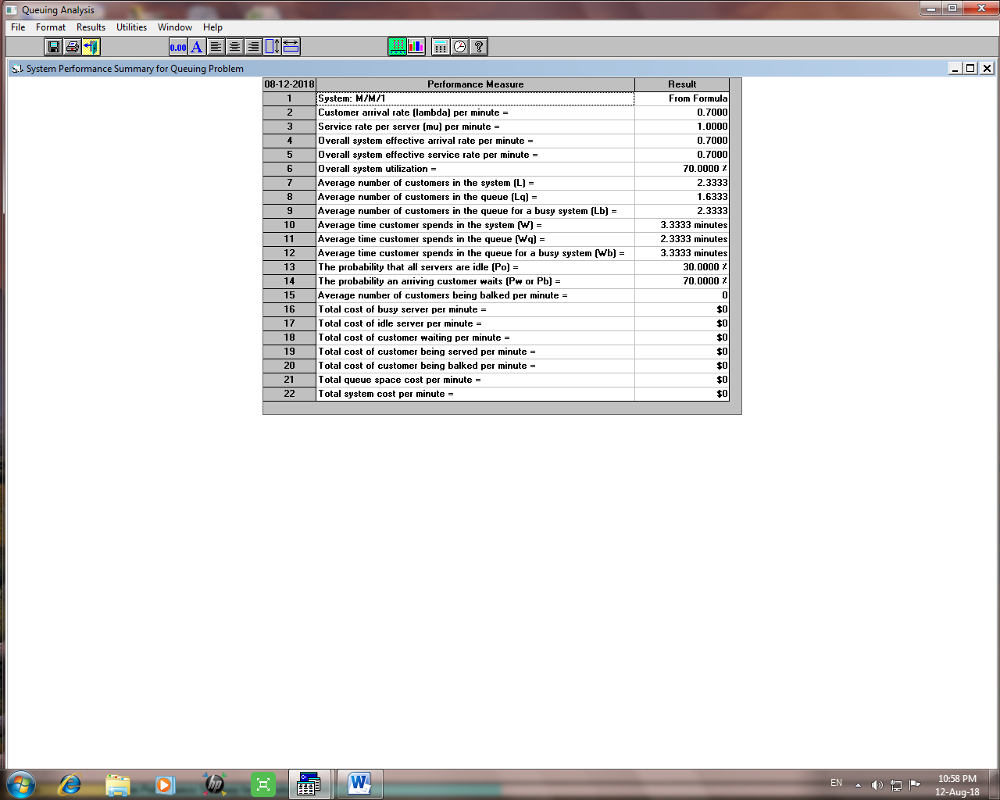 Queuing Analysis
File Format Results Utilities Window Help
0.00 A
System Performance Summary for Queuing Problem
08-12-2018 Performance Measure Result
1 System: M/M/1 From Formula
2 Customer arrival rate (lambda) per minute = 0.7000
3 Service rate per server (mu) per minute = 1.0000
4 Overall system effective arrival rate per minute = 0.7000
5 Overall system effective service rate per minute = 0.7000
6 Overall system utilization = 70.0000 %
7 Average number of customers in the system (L) = 2.3333
8 Average number of customers in the queue (Lq) = 1.6333
9 Average number of customers in the queue for a busy system (Lb) = 2.3333
10 Average time customer spends in the system (W) = 3.3333 minutes
11 Average time customer spends in the queue (Wq) = 2.3333 minutes
12 Average time customer spends in the queue for a busy system (Wb) = 3.3333 minutes
13 The probability that all servers are idle (Po) = 30.0000 %
14 The probability an arriving customer waits (Pw or Pb) = 70.0000 %
15 Average number of customers being balked per minute = 0
16 Total cost of busy server per minute = $0
17 Total cost of idle server per minute = $0
18 Total cost of customer waiting per minute = $0
19 Total cost of customer being served per minute = $0
20 Total cost of customer being balked per minute = $0
21 Total queue space cost per minute = $0
22 Total system cost per minute = $0
EN 10:58 PM
12-Aug-18